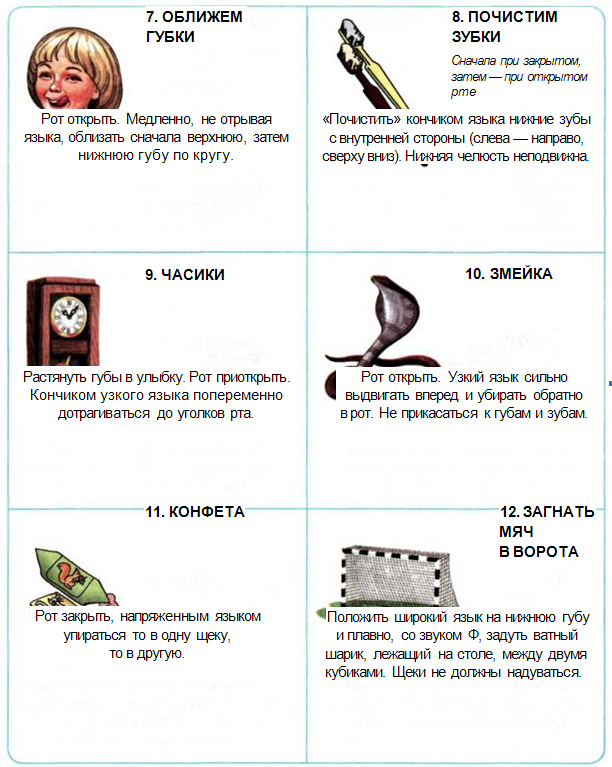 7. ОБЛИЖЕМ
ГУБКИ
Рот открыть. Медленно, не отрывая
языка, облизать сначала верхнюю, затем
нижнюю губу по кругу.
8. ПОЧИСТИМ
ЗУБКИ
Сначала при закрытом,
затем — при открытом
рте
«Почистить» кончиком языка нижние зубы
с внутренней стороны (слева — направо,
сверху вниз). Нижняя челюсть неподвижна.
9. ЧАСИКИ
Растянуть губы в улыбку. Рот приоткрыть.
Кончиком узкого языка попеременно
дотрагиваться до уголков рта.
10. ЗМЕЙКА
Рот открыт. Узкий язык сильно
выдвигать вперед и убирать обратно
в рот. Не прикасаться к губам и зубам.
11. КОНФЕТА
Рот закрыть, напряженным языком
упираться то в одну щеку,
то в другую.
12. ЗАГНАТЬ
МЯЧ
В ВОРОТА
Положить широкий язык на нижнюю губу
и плавно, со звуком Ф, задуть ватный
шарик, лежащий на столе, между двумя
кубиками. Щеки не должны надуваться.